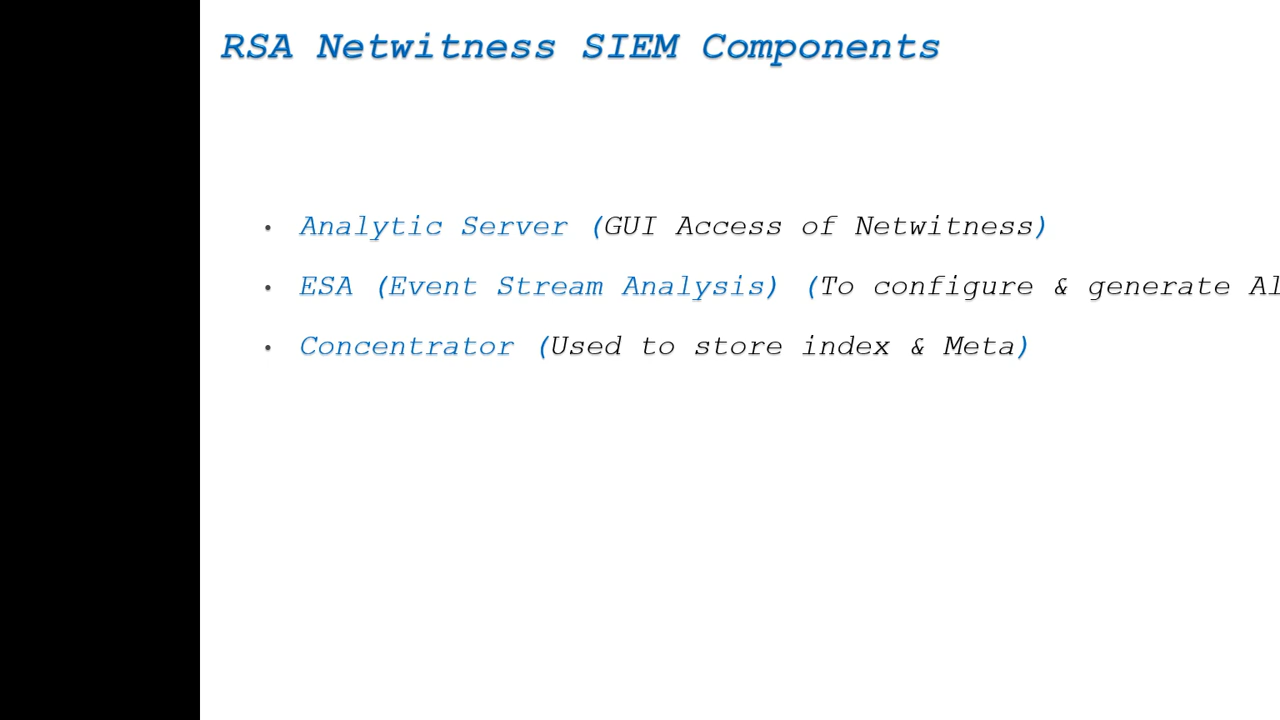 RSA Netwitness SIEM Components
• Analytic Server (GUI Access of Netwitness)
• ESA (Event Stream Analysis) (To configure & generate
• Concentrator (Used to store index & Meta)